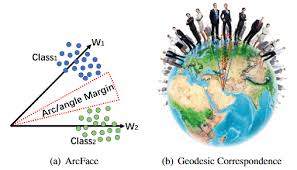 W₁
Class₁
Arc/angle Margin
W₂
Class₂
(a) ArcFace
(b) Geodesic Correspondence